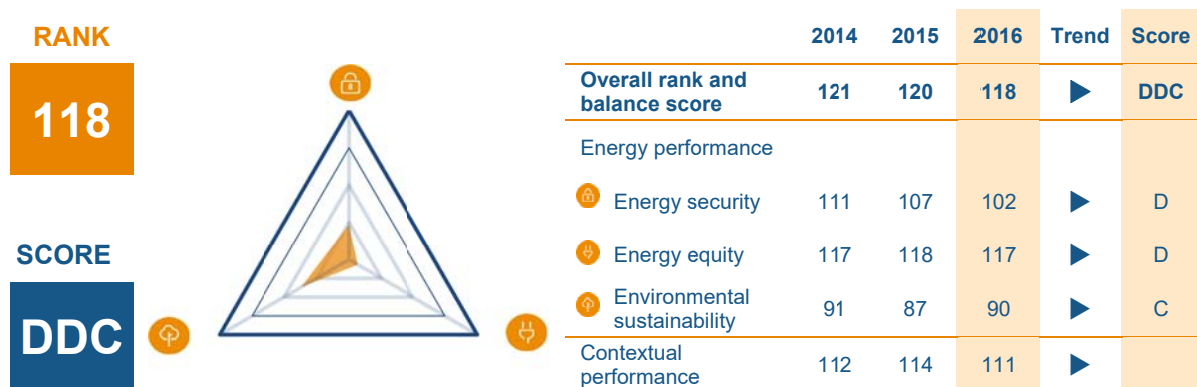 RANK
118
SCORE
DDC
2014 2015 2016 Trend Score
Overall rank and
balance score 121 120 118 DDC
Energy performance
Energy security 111 107 102 D
Energy equity 117 118 117 D
Environmental
sustainability 91 87 90 C
Contextual
performance 112 114 111